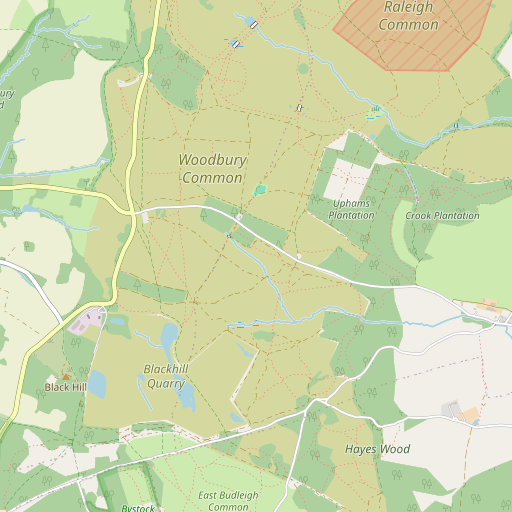 Raleigh
Common
Woodbury
Common
Uphams
Plantation
Crook Plantation
Blackhill
Quarry
Black Hill
Hayes Wood
East Budleigh
Common
Bystock